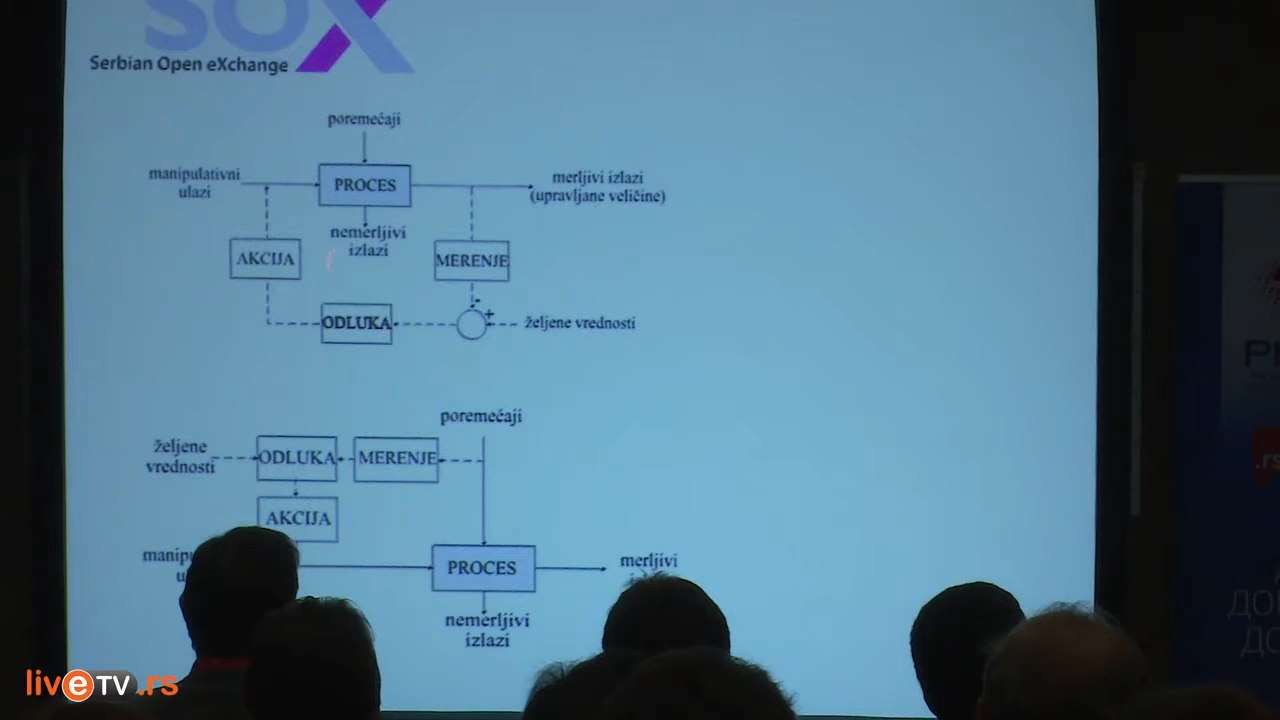 SOX
Serbian Open eXchange
poremećaji
manipulativni
ulazi
PROCES
merljivi izlazi
(upravljane veličine)
nemerljivi
izlazi
AKCIJA
MERENJE
-
+
ODLUKA
željene vrednosti
poremećaji
željene
vrednosti
ODLUKA
MERENJE
AKCIJA
PROCES
merljivi
nemerljivi
izlazi
.rs
liveTV.rs